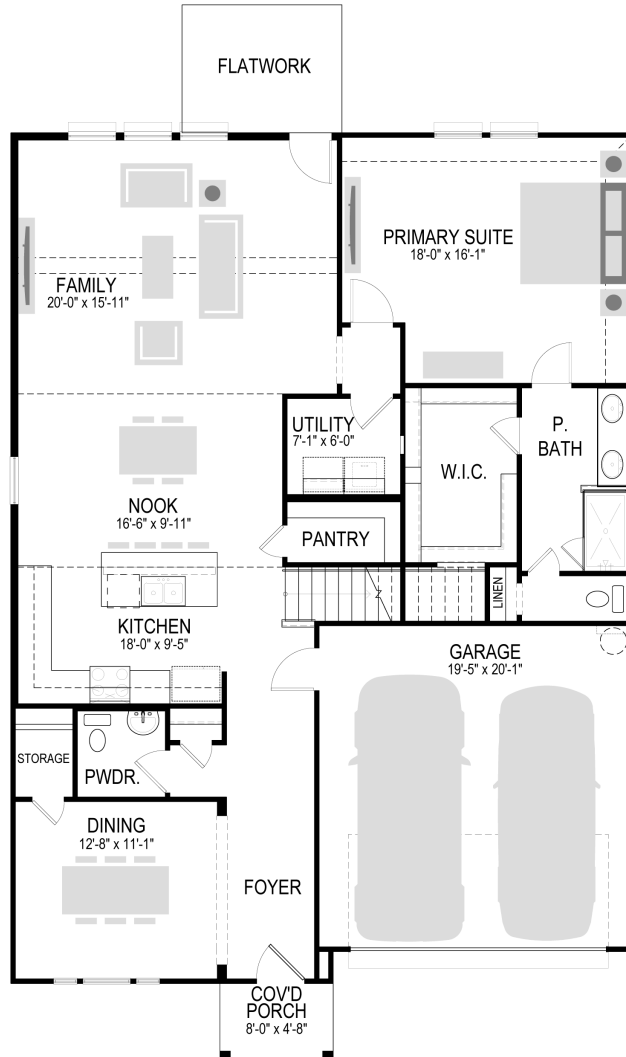 FLATWORK
PRIMARY SUITE
18'-0" x 16'-1"
FAMILY
20'-0" x 15'-11"
UTILITY
7'-1" x 6'-0"
P.
BATH
W.I.C.
NOOK
16'-6" x 9'-11"
PANTRY
LINEN
KITCHEN
18'-0" x 9'-5"
GARAGE
19'-5" x 20'-1"
STORAGE
PWDR.
DINING
12'-8" x 11'-1"
FOYER
COV'D
PORCH
8'-0" x 4'-8"